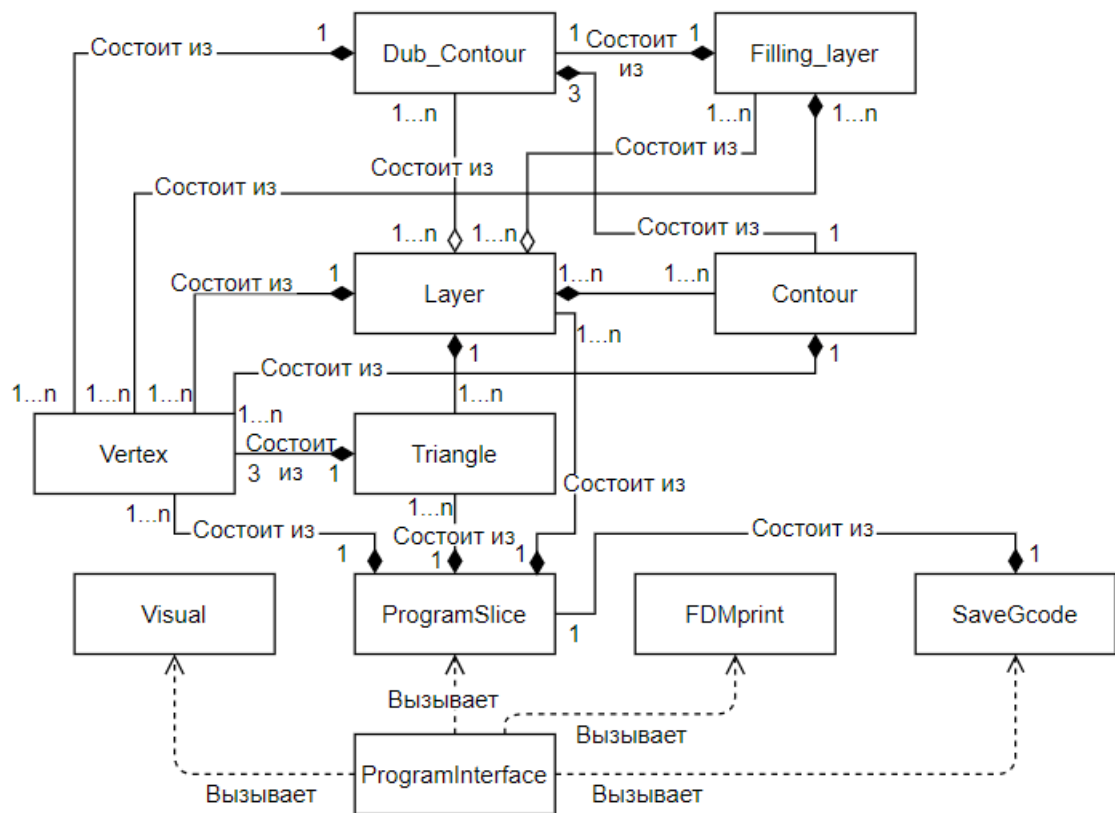 Состоит из
1
Dub_Contour
1
Состоит
из
1
Filling_layer
3
1...n
1...n
1...n
Состоит из
Состоит из
Состоит из
Состоит из
1...n
1...n
1
1
Состоит из
Layer
1...n
1...n
Contour
1
1...n
1
Состоит из
1...n
1...n
1...n
1...n
1...n
Vertex
Состоит
3
из
1
Triangle
Состоит из
1...n
1...n
Состоит из
1
Состоит из
1
1
Состоит из
1
Visual
ProgramSlice
1
FDMprint
SaveGcode
Вызывает
Вызывает
ProgramInterface
Вызывает
Вызывает